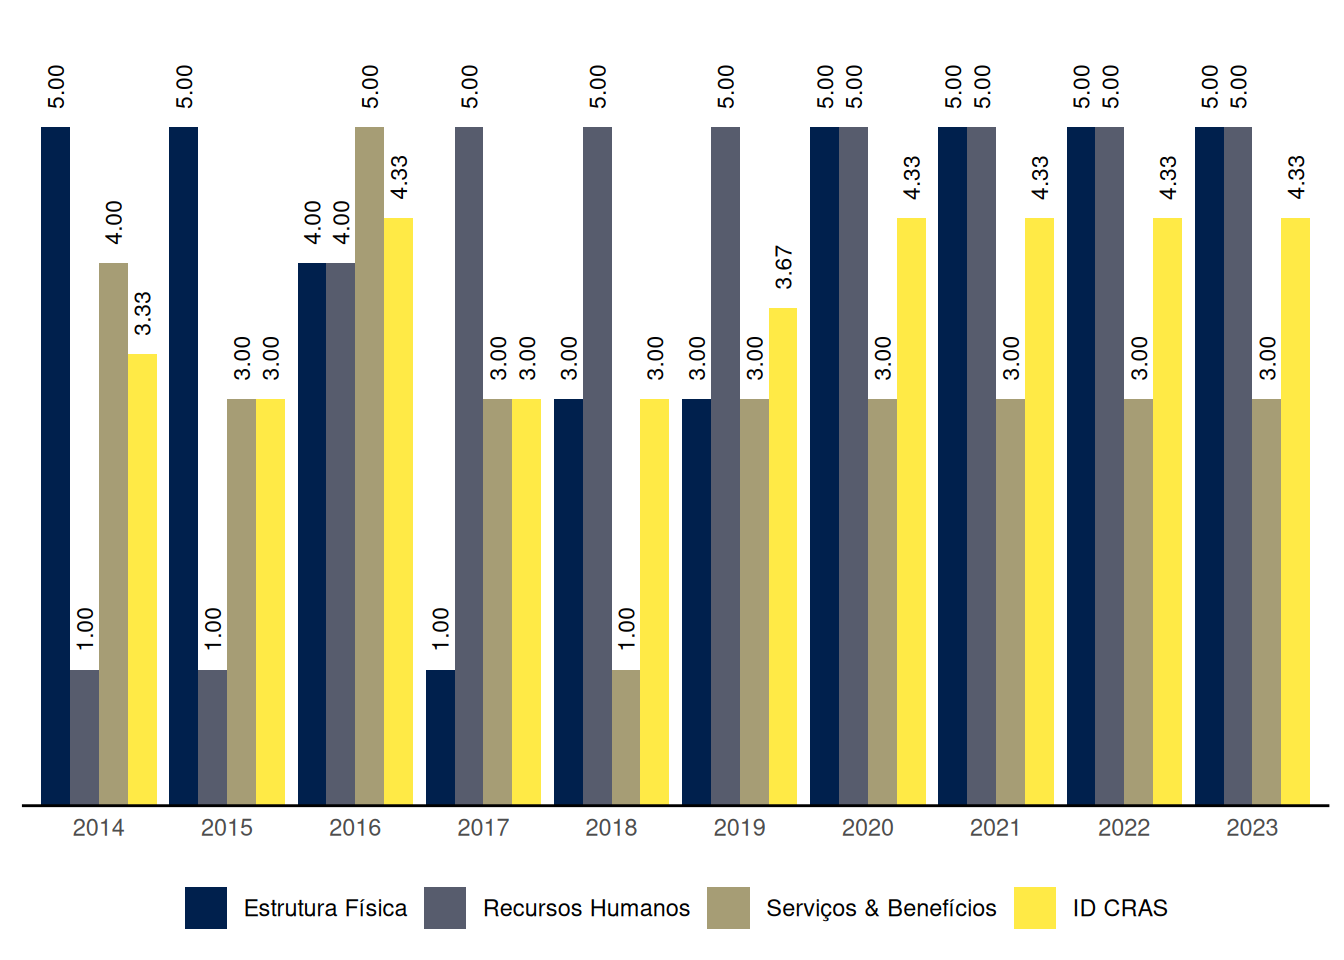 5.00 1.00 4.00 3.33 5.00 1.00 3.00 3.00 4.00 4.00 5.00 4.33 1.00 5.00 3.00 3.00 3.00 5.00 1.00 3.00 3.00 5.00 3.00 3.67 5.00 5.00 3.00 4.33 5.00 5.00 3.00 4.33 5.00 5.00 3.00 4.33 5.00 5.00 3.00 4.33
2014 2015 2016 2017 2018 2019 2020 2021 2022 2023
Estrutura Física Recursos Humanos Serviços & Benefícios ID CRAS